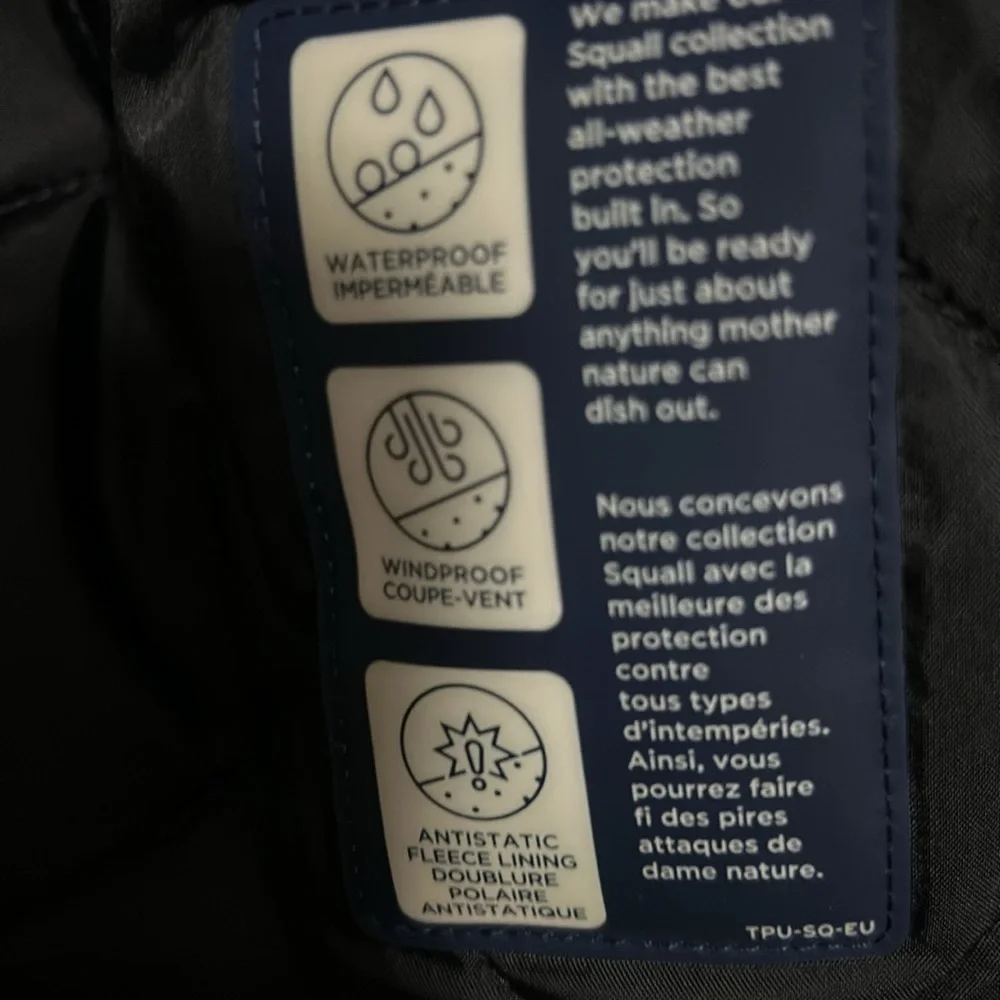 WATERPROOF
IMPERMÉABLE
WINDPROOF
COUPE-VENT
ANTISTATIC
FLEECE LINING
DOUBLURE
POLAIRE
ANTISTATIQUE
We make
Squall collection
with the best
all-weather
protection
built in. So
you'll be ready
for just about
anything mother
nature can
dish out.
Nous concevons
notre collection
Squall avec la
meilleure des
protection
contre
tous types
d'intempéries.
Ainsi, vous
pourrez faire
fi des pires
attaques de
dame nature.
TPU-SQ-EU